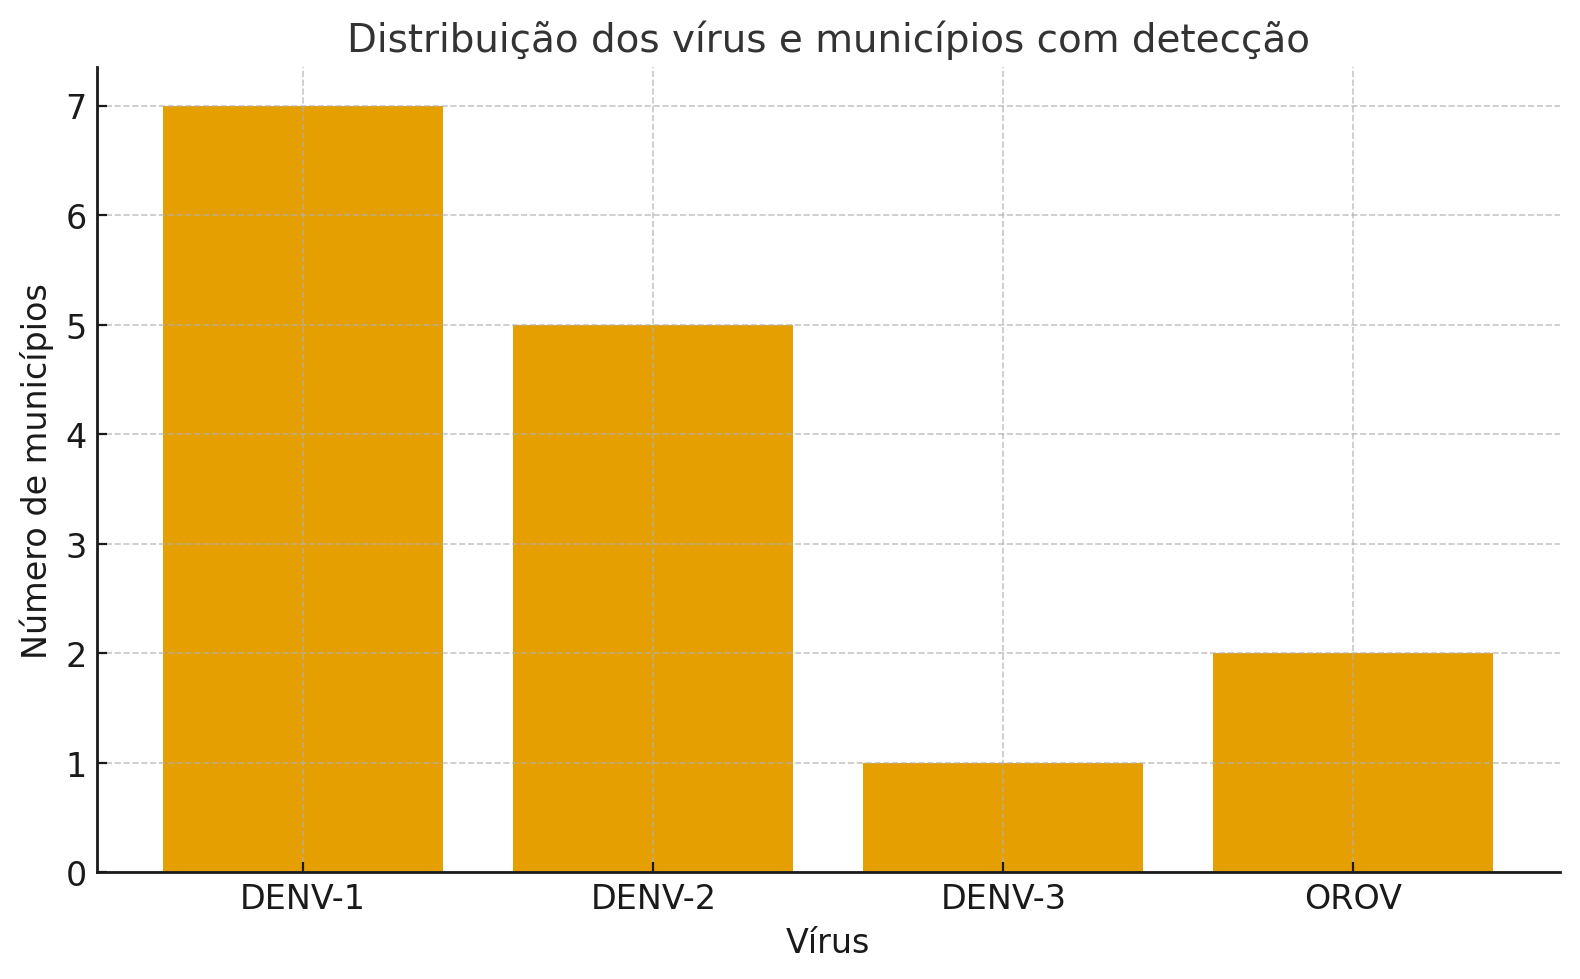 Distribuição dos vírus e municípios com detecção
Número de municípios
7
6
5
4
3
2
1
0
DENV-1
DENV-2
DENV-3
OROV
Vírus